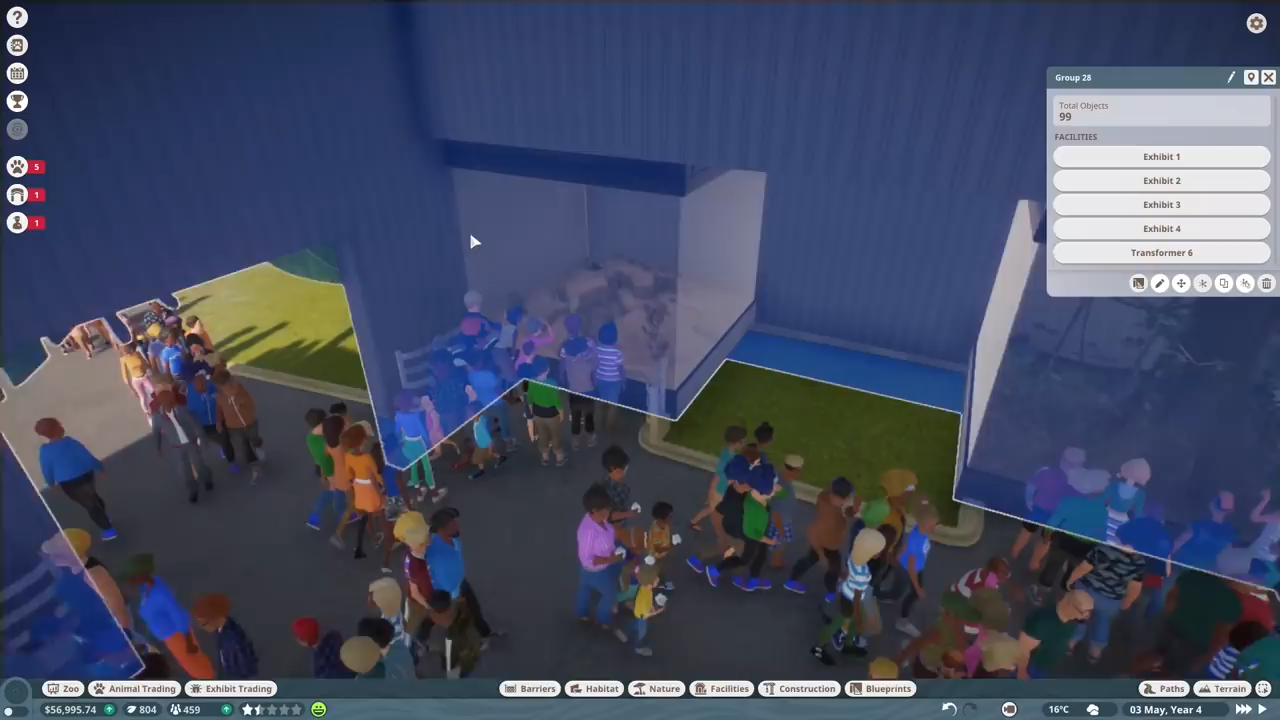 ?
Group 28
Total Objects
99
FACILITIES
Exhibit 1
Exhibit 2
Exhibit 3
Exhibit 4
Transformer 6
5
1
1
Zoo Animal Trading Exhibit Trading Barriers Habitat Nature Facilities Construction Blueprints Paths Terrain
$56,995.74 804 459 16°C 03 May, Year 4